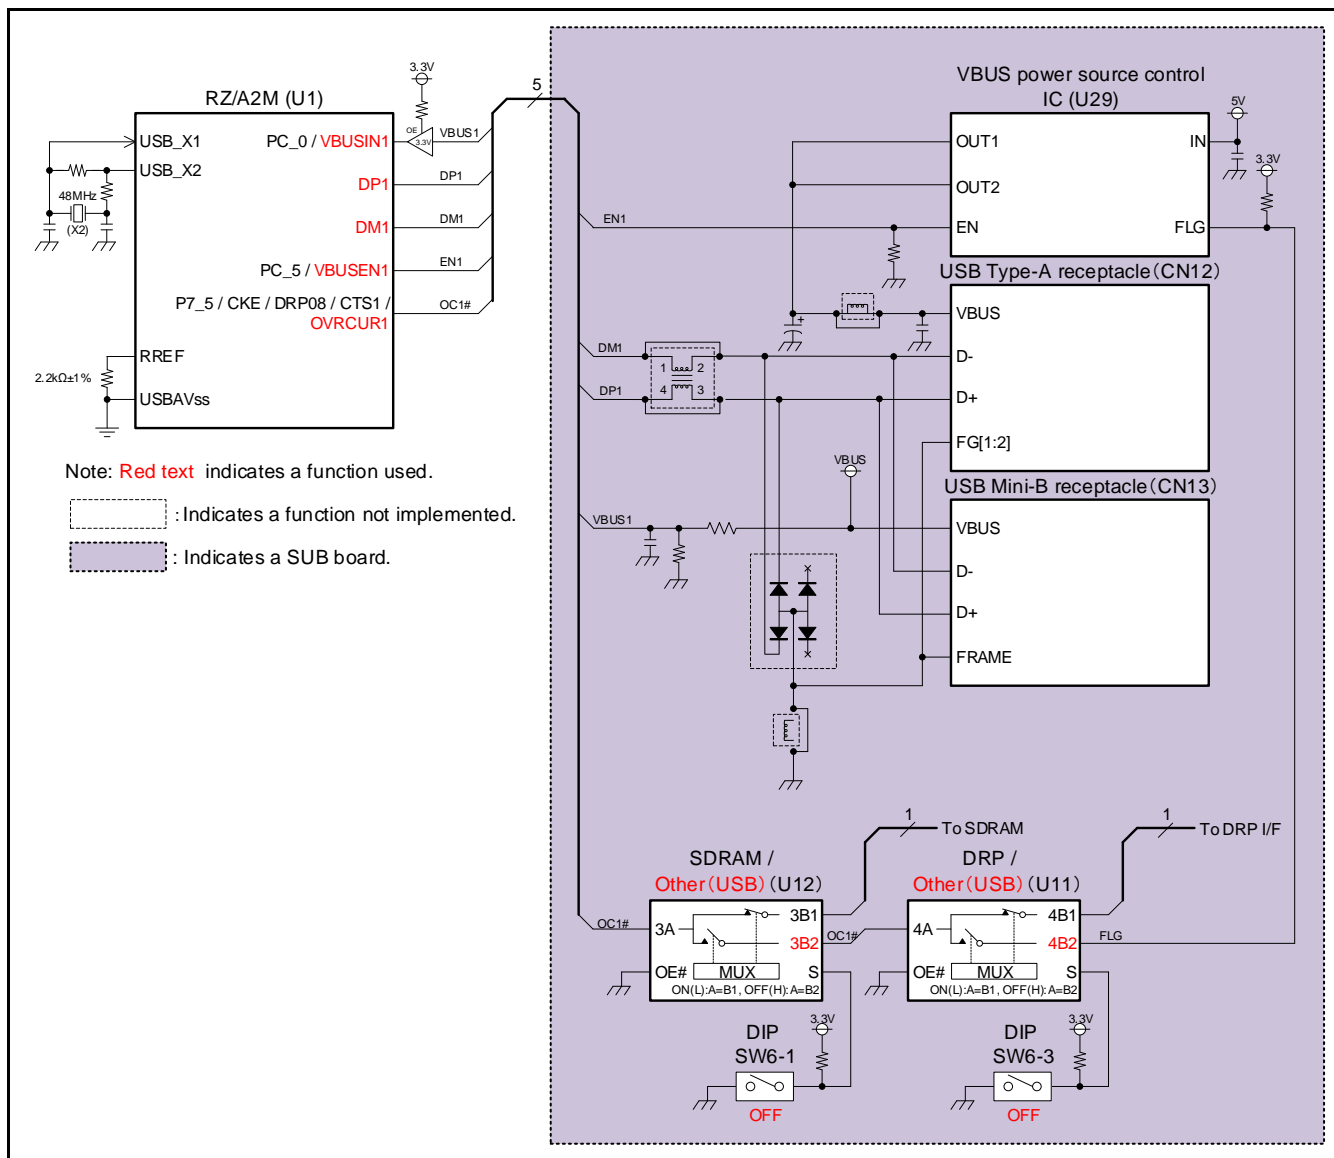 RZ/A2M (U1)
USB_X1
USB_X2
48MHz
(X2)
RREF
2.2kΩ±1%
USBAVss
PC_0 / VBUSIN1
DP1
DM1
PC_5 / VBUSEN1
P7_5 / CKE / DRP08 / CTS1 /
OVRCUR1
3.3V
OE
3.3V
VBUS1
DP1
DM1
EN1
OC1#
5
Note: Red text indicates a function used.
: Indicates a function not implemented.
: Indicates a SUB board.
VBUS power source control
IC (U29)
OUT1
OUT2
EN
IN
FLG
5V
3.3V
EN1
USB Type-A receptacle(CN12)
VBUS
D-
D+
FG[1:2]
DM1
DP1
1
2
4
3
USB Mini-B receptacle(CN13)
VBUS
D-
D+
FRAME
VBUS
VBUS1
1
To SDRAM
1
To DRP I/F
SDRAM /
Other(USB) (U12)
OC1#
3A
3B1
3B2
OE#
MUX
S
ON(L):A=B1, OFF(H):A=B2
OC1#
DRP /
Other(USB) (U11)
4A
4B1
4B2
OE#
MUX
S
ON(L):A=B1, OFF(H):A=B2
FLG
DIP
SW6-1
3.3V
OFF
DIP
SW6-3
3.3V
OFF